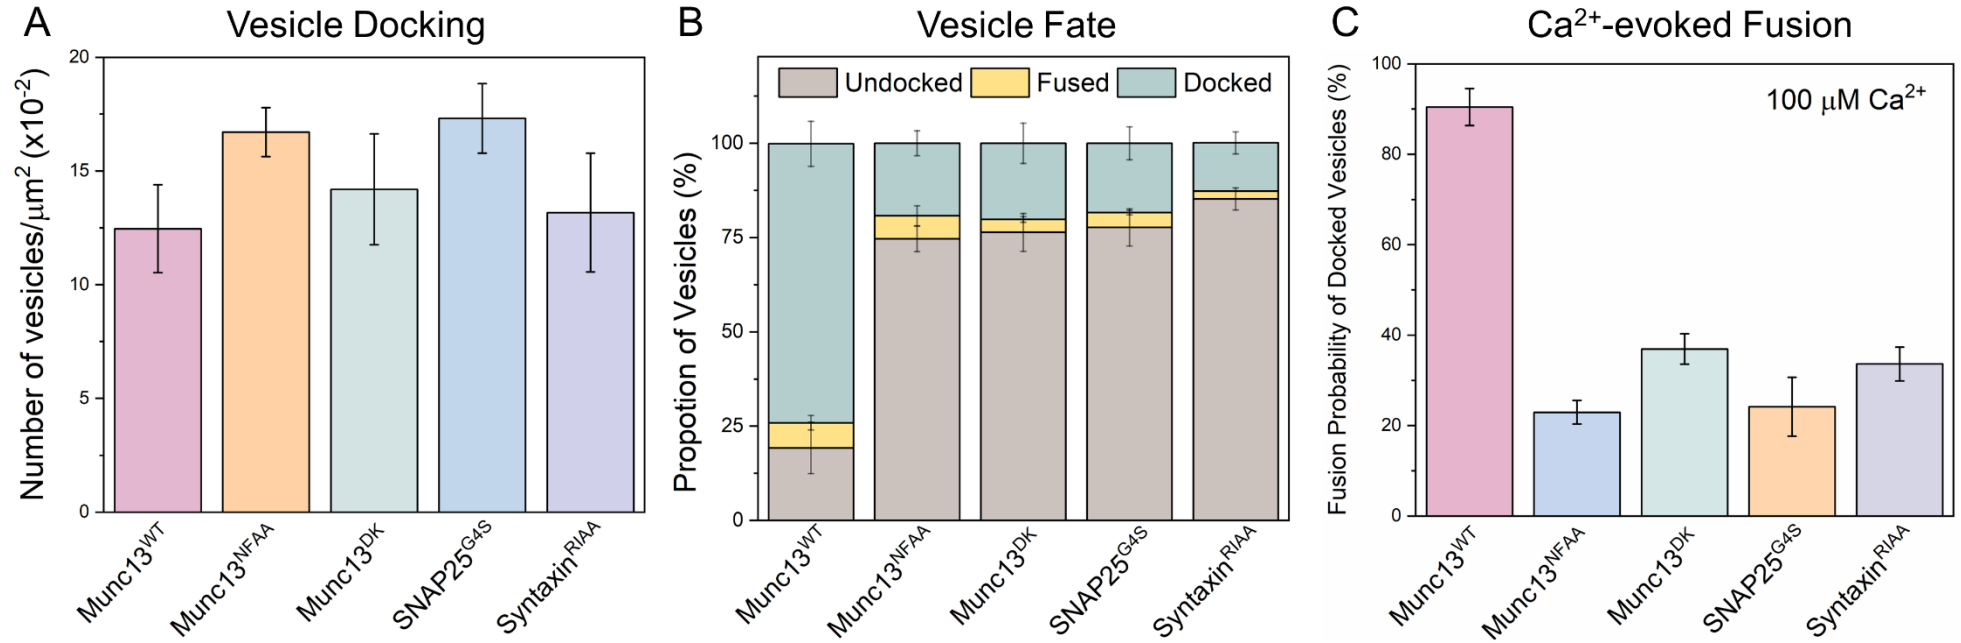 A
Vesicle Docking
Number of vesicles/μm² (x10⁻²)
20
15
10
5
0
Munc13ᵂᵀ
Munc13ᴺᶠᴬᴬ
Munc13ᴰᴷ
SNAP25ᴳ⁴ˢ
Syntaxinᴿᴵᴬᴬ
B
Vesicle Fate
Undocked Fused Docked
Propotion of Vesicles (%)
100
75
50
25
0
Munc13ᵂᵀ
Munc13ᴺᶠᴬᴬ
Munc13ᴰᴷ
SNAP25ᴳ⁴ˢ
Syntaxinᴿᴵᴬᴬ
C
Ca²⁺-evoked Fusion
100 μM Ca²⁺
Fusion Probability of Docked Vesicles (%)
100
80
60
40
20
0
Munc13ᵂᵀ
Munc13ᴺᶠᴬᴬ
Munc13ᴰᴷ
SNAP25ᴳ⁴ˢ
Syntaxinᴿᴵᴬᴬ